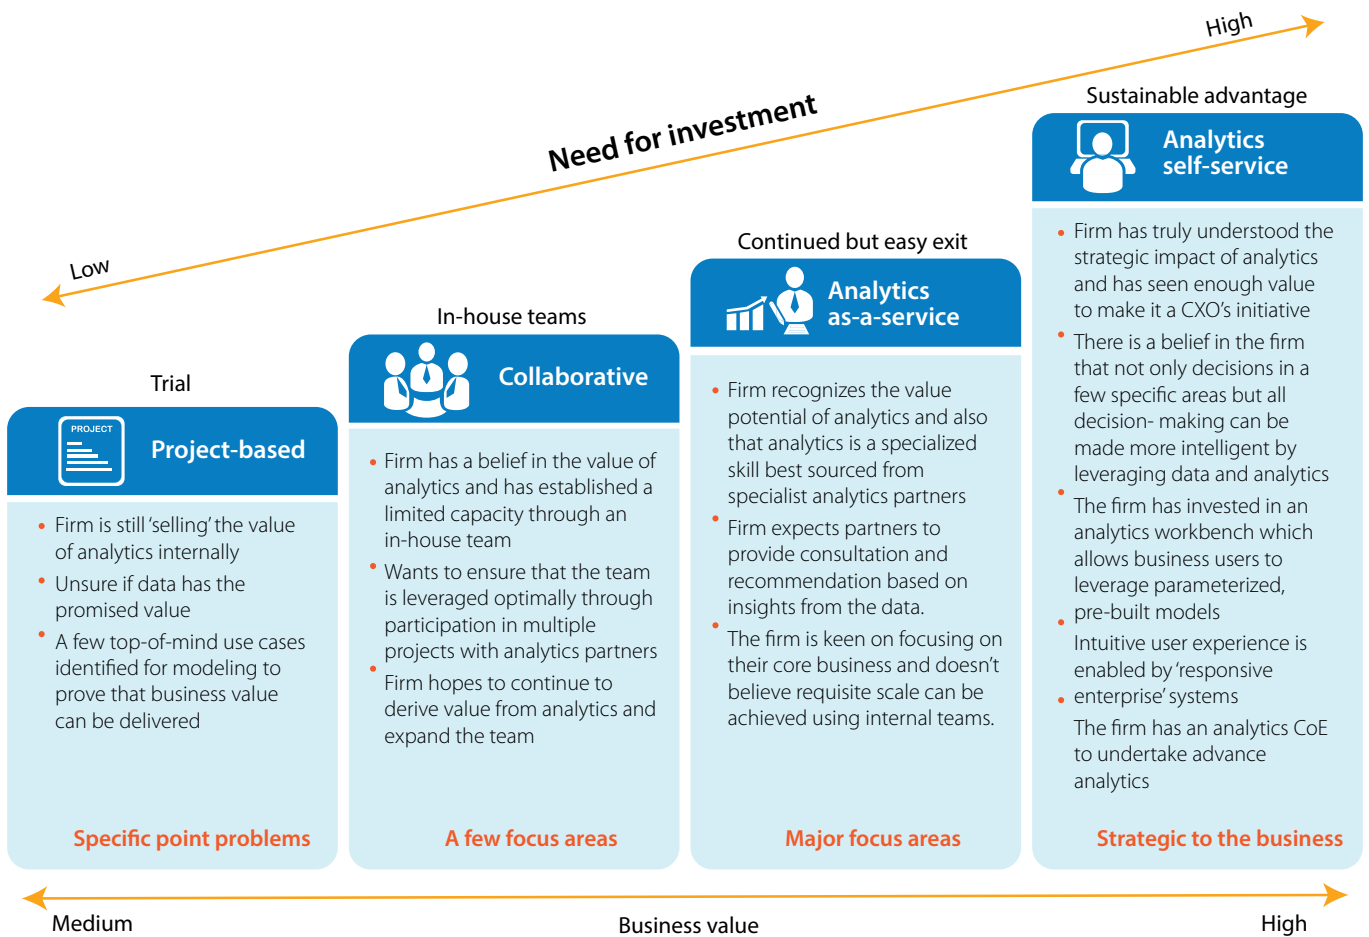 High
Need for investment
Low
Trial
PROJECT
Project-based
Firm is still ‘selling’ the value
of analytics internally
Unsure if data has the
promised value
A few top-of-mind use cases
identified for modeling to
prove that business value
can be delivered
Specific point problems
In-house teams
Collaborative
Firm has a belief in the value of
analytics and has established a
limited capacity through an
in-house team
Wants to ensure that the team
is leveraged optimally through
participation in multiple
projects with analytics partners
Firm hopes to continue to
derive value from analytics and
expand the team
A few focus areas
Continued but easy exit
Analytics
as-a-service
Firm recognizes the value
potential of analytics and also
that analytics is a specialized
skill best sourced from
specialist analytics partners
Firm expects partners to
provide consultation and
recommendation based on
insights from the data.
The firm is keen on focusing on
their core business and doesn’t
believe requisite scale can be
achieved using internal teams.
Major focus areas
Sustainable advantage
Analytics
self-service
Firm has truly understood the
strategic impact of analytics
and has seen enough value
to make it a CXO’s initiative
There is a belief in the firm
that not only decisions in a
few specific areas but all
decision- making can be
made more intelligent by
leveraging data and analytics
The firm has invested in an
analytics workbench which
allows business users to
leverage parameterized,
pre-built models
Intuitive user experience is
enabled by ‘responsive
enterprise’ systems
The firm has an analytics CoE
to undertake advance
analytics
Strategic to the business
Medium
Business value
High